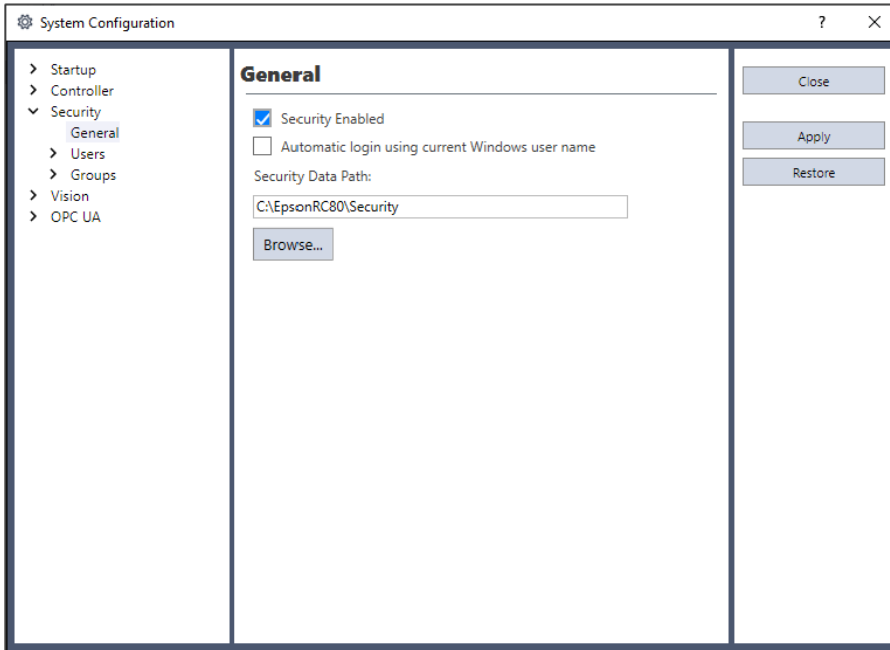 System Configuration
?
Startup
Controller
Security
General
Users
Groups
Vision
OPC UA
General
Security Enabled
Automatic login using current Windows user name
Security Data Path:
C:\EpsonRC80\Security
Browse...
Close
Apply
Restore